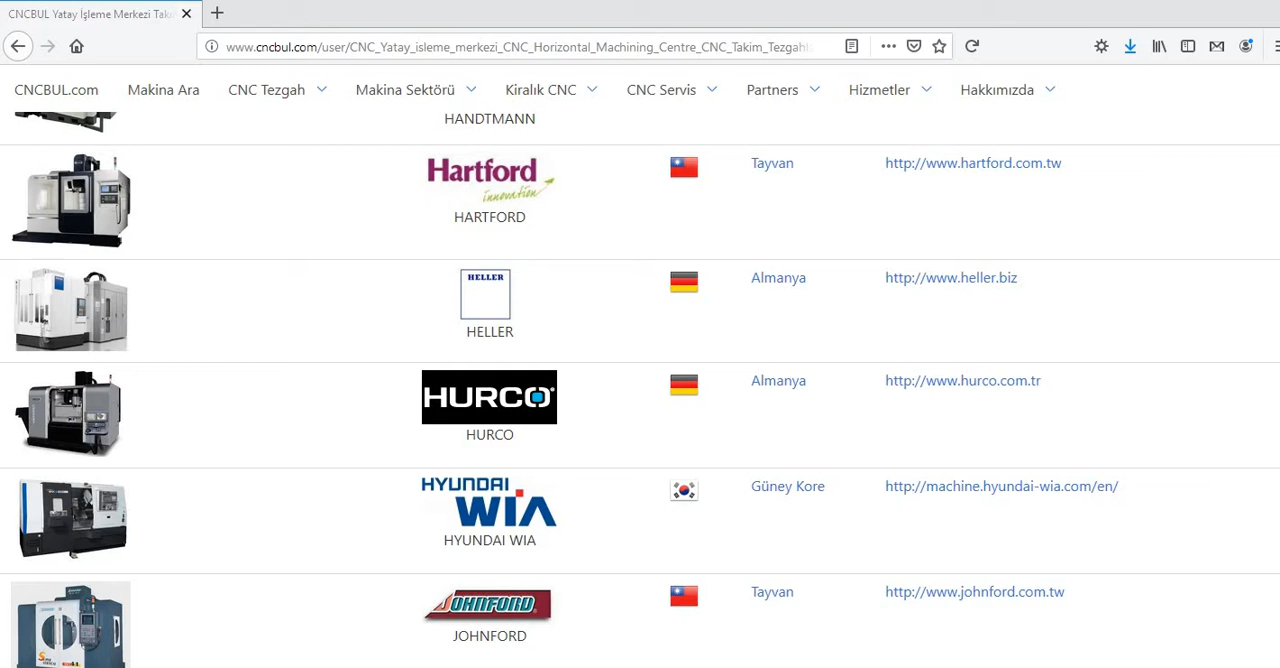 CNCBUL Yatay İşleme Merkezi Takı
www.cncbul.com/user/CNC_Yatay_isleme_merkezi_CNC_Horizontal_Machining_Centre_CNC_Takim_Tezgahla
CNCBUL.com Makina Ara CNC Tezgah Makina Sektörü Kiralık CNC CNC Servis Partners Hizmetler Hakkımızda
HANDTMANN
Hartford
innovation
HARTFORD
Tayvan
http://www.hartford.com.tw
HELLER
HELLER
Almanya
http://www.heller.biz
HURCO
HURCO
Almanya
http://www.hurco.com.tr
HYUNDAI
WIA
HYUNDAI WIA
Güney Kore
http://machine.hyundai-wia.com/en/
JOHNFORD
JOHNFORD
Tayvan
http://www.johnford.com.tw